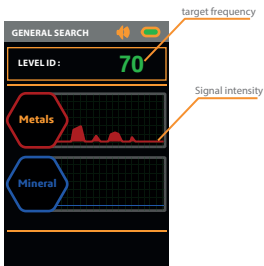 target frequency
GENERAL SEARCH
LEVEL ID : 70
Signal intensity
Metals
Mineral